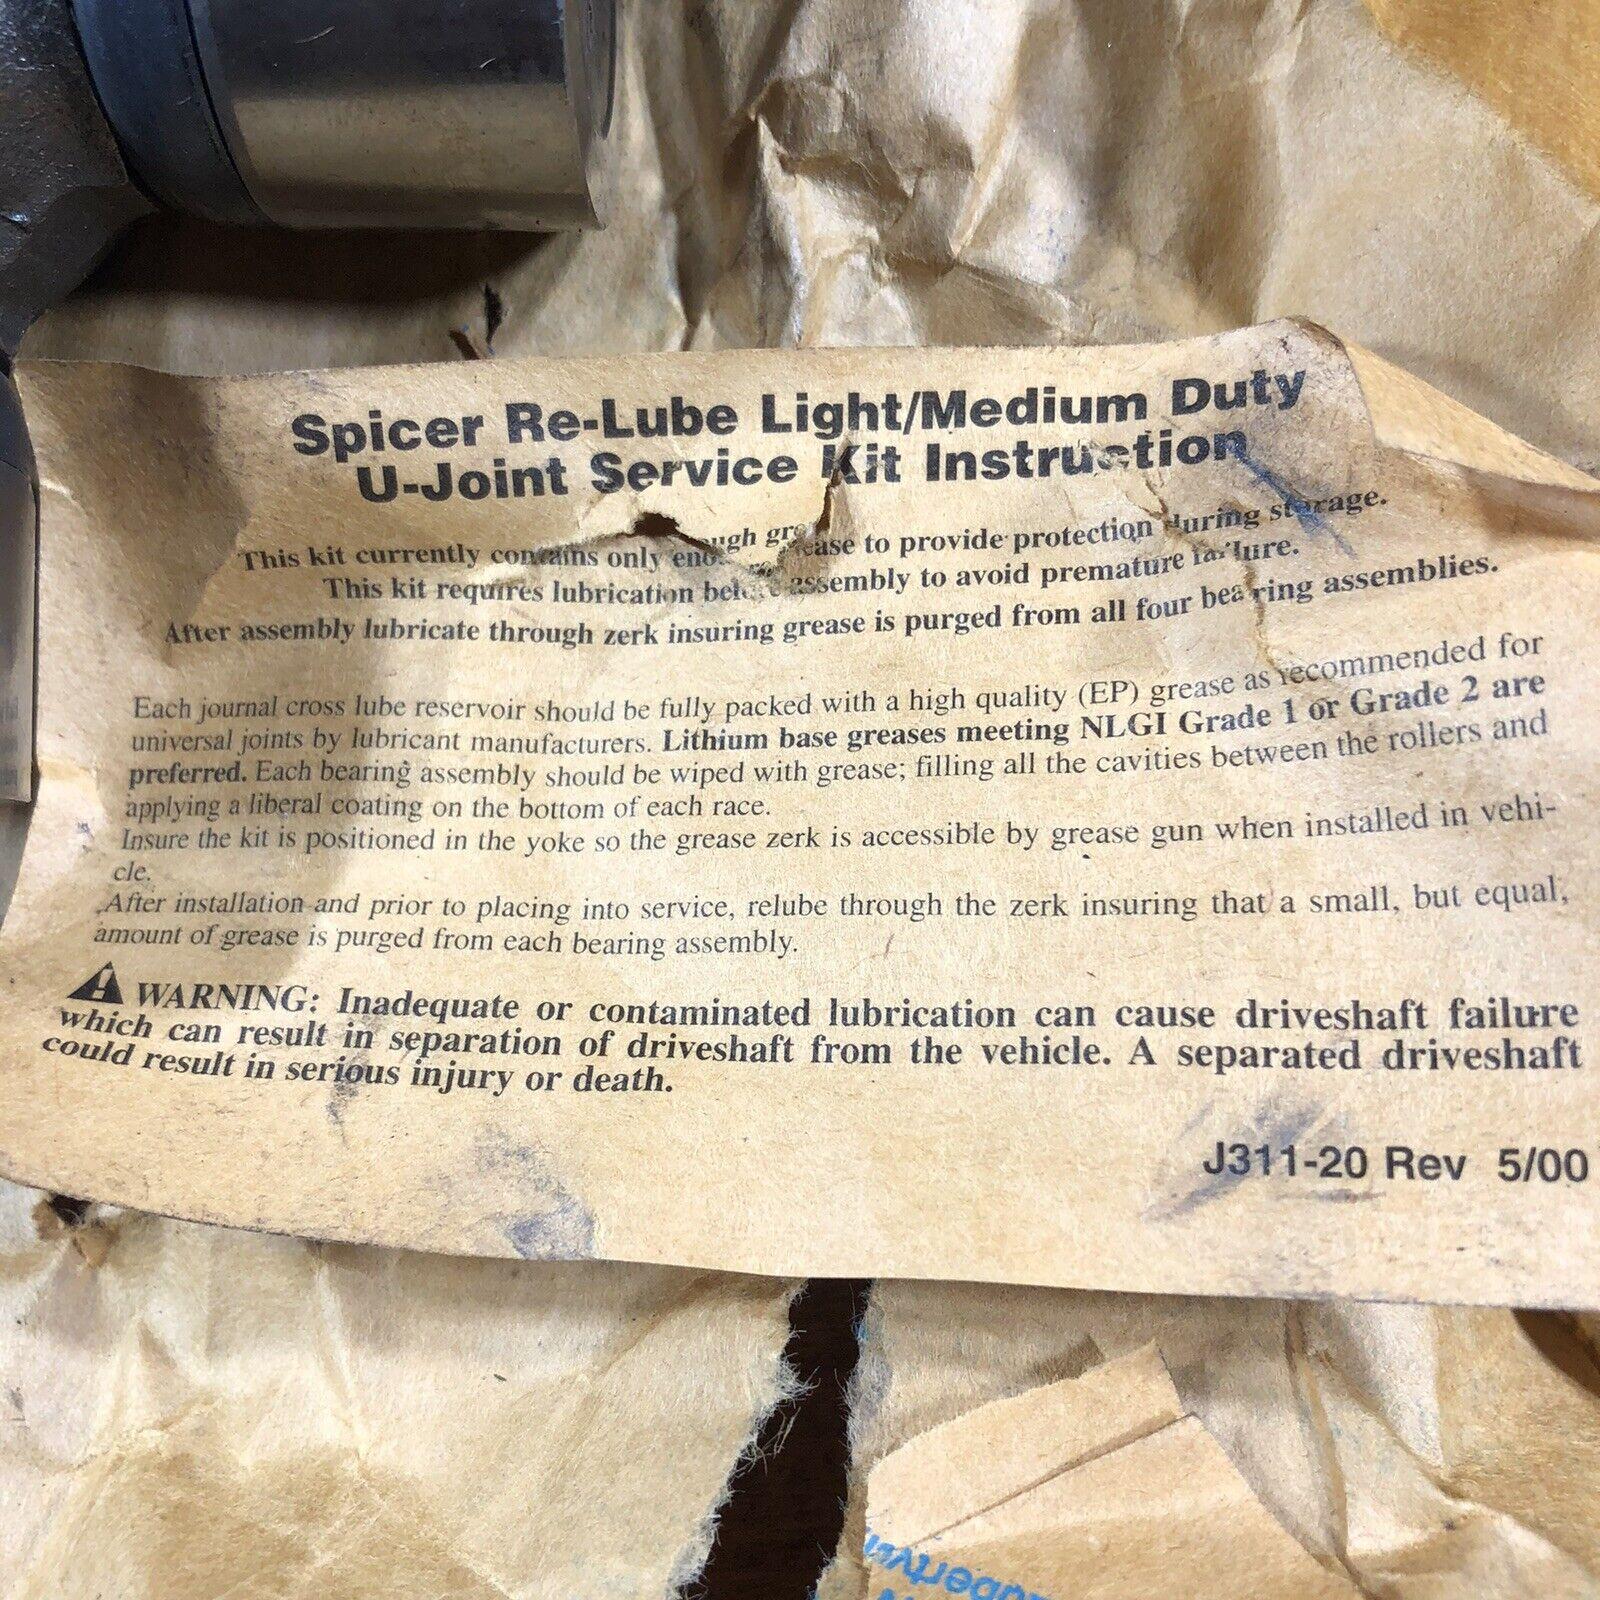 Spicer Re-Lube Light/Medium Duty
U-Joint Service Kit Instruction
This kit currently contains only enough grease to provide protection during storage.
This kit requires lubrication before assembly to avoid premature failure.
After assembly lubricate through zerk insuring grease is purged from all four bearing assemblies.
Each journal cross lube reservoir should be fully packed with a high quality (EP) grease as recommended for
universal joints by lubricant manufacturers. Lithium base greases meeting NLGI Grade 1 or Grade 2 are
preferred. Each bearing assembly should be wiped with grease; filling all the cavities between the rollers and
applying a liberal coating on the bottom of each race.
Insure the kit is positioned in the yoke so the grease zerk is accessible by grease gun when installed in vehi-
cle.
After installation and prior to placing into service, relube through the zerk insuring that a small, but equal,
amount of grease is purged from each bearing assembly.
WARNING: Inadequate or contaminated lubrication can cause driveshaft failure
which can result in separation of driveshaft from the vehicle. A separated driveshaft
could result in serious injury or death.
J311-20 Rev 5/00